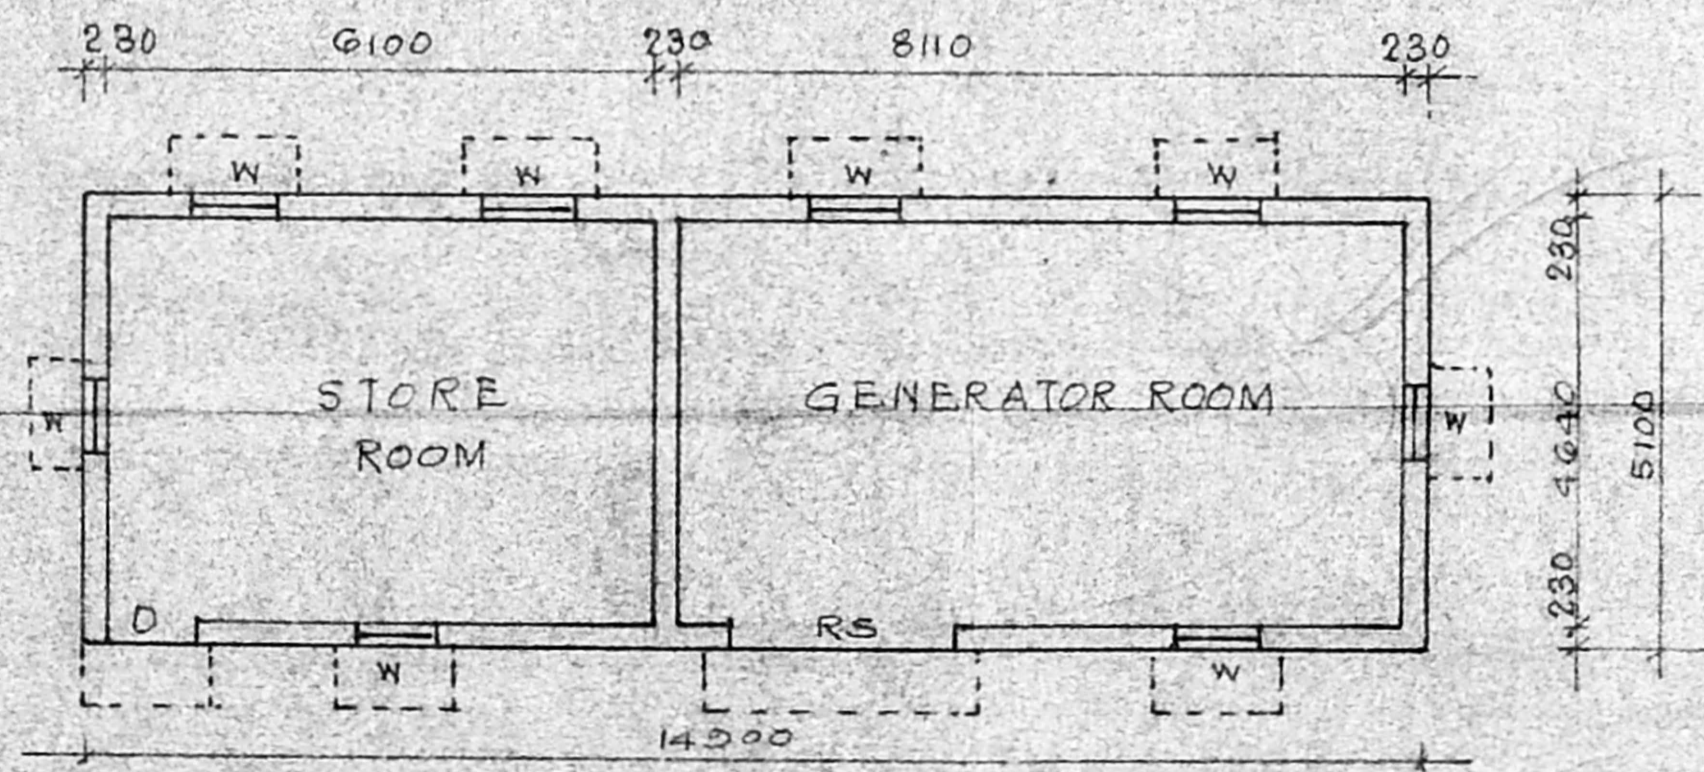 230 6100 230 8110 230
W W W W
230
STORE GENERATOR ROOM
ROOM
W W
4640
5100
D RS
230
W W
14900